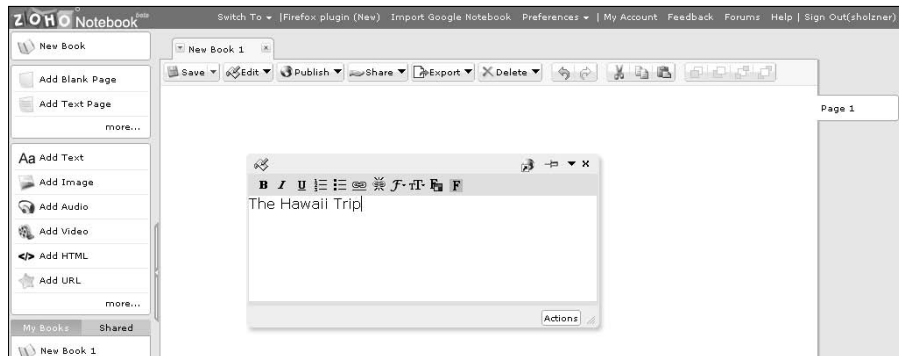 ZOHO Notebook beta
Switch To | Firefox plugin (New) Import Google Notebook Preferences | My Account Feedback Forums Help | Sign Out(sholzner)
New Book
New Book 1
Save Edit Publish Share Export Delete
Add Blank Page
Add Text Page
more...
Page 1
Aa Add Text
Add Image
Add Audio
Add Video
</> Add HTML
Add URL
more...
B I U F T F
The Hawaii Trip
Actions
My Books Shared
New Book 1